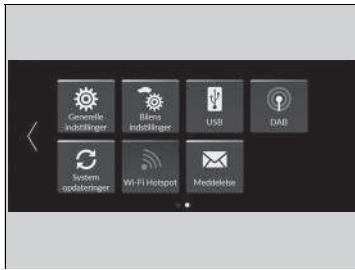 Generelle
indstillinger
Bilens
indstillinger
USB
DAB
System
opdateringer
Wi-Fi Hotspot
Meddelelse